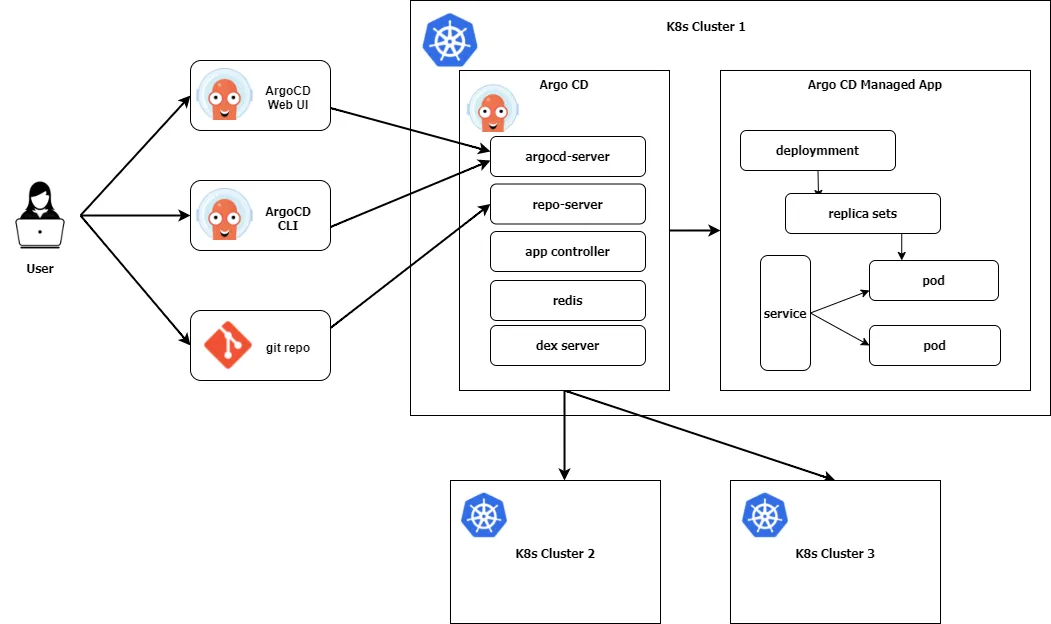 K8s Cluster 1
Argo CD
Argo CD Managed App
ArgoCD
Web UI
argocd-server
deploymment
repo-server
replica sets
ArgoCD
CLI
User
app controller
pod
redis
service
git repo
dex server
pod
K8s Cluster 2
K8s Cluster 3